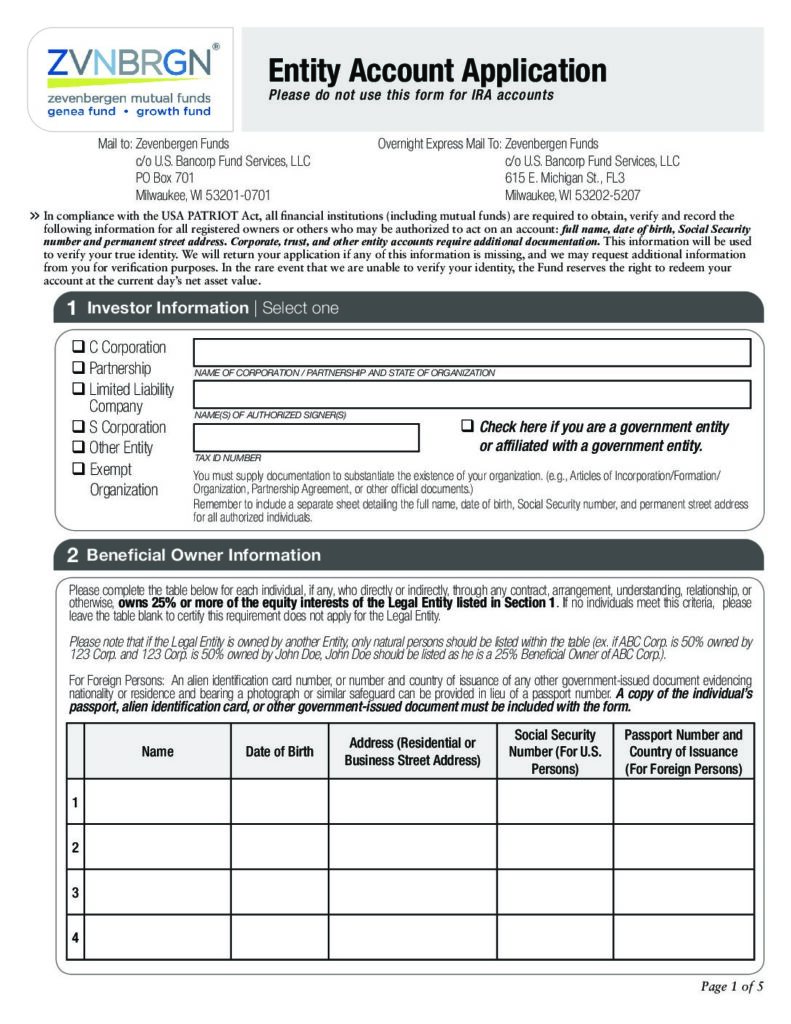 ZVNBRGN®
zevenbergen mutual funds
genea fund • growth fund
Entity Account Application
Please do not use this form for IRA accounts
Mail to: Zevenbergen Funds
c/o U.S. Bancorp Fund Services, LLC
PO Box 701
Milwaukee, WI 53201-0701
Overnight Express Mail To: Zevenbergen Funds
c/o U.S. Bancorp Fund Services, LLC
615 E. Michigan St., FL3
Milwaukee, WI 53202-5207
» In compliance with the USA PATRIOT Act, all financial institutions (including mutual funds) are required to obtain, verify and record the
following information for all registered owners or others who may be authorized to act on an account: full name, date of birth, Social Security
number and permanent street address. Corporate, trust, and other entity accounts require additional documentation. This information will be used
to verify your true identity. We will return your application if any of this information is missing, and we may request additional information
from you for verification purposes. In the rare event that we are unable to verify your identity, the Fund reserves the right to redeem your
account at the current day's net asset value.
1 Investor Information | Select one
❑ C Corporation
❑ Partnership
❑ Limited Liability
Company
❑ S Corporation
❑ Other Entity
❑ Exempt
Organization
NAME OF CORPORATION / PARTNERSHIP AND STATE OF ORGANIZATION
NAME(S) OF AUTHORIZED SIGNER(S)
❑ Check here if you are a government entity
or affiliated with a government entity.
TAX ID NUMBER
You must supply documentation to substantiate the existence of your organization. (e.g., Articles of Incorporation/Formation/
Organization, Partnership Agreement, or other official documents.)
Remember to include a separate sheet detailing the full name, date of birth, Social Security number, and permanent street address
for all authorized individuals.
2 Beneficial Owner Information
Please complete the table below for each individual, if any, who directly or indirectly, through any contract, arrangement, understanding, relationship, or
otherwise, owns 25% or more of the equity interests of the Legal Entity listed in Section 1. If no individuals meet this criteria, please
leave the table blank to certify this requirement does not apply for the Legal Entity.
Please note that if the Legal Entity is owned by another Entity, only natural persons should be listed within the table (ex. if ABC Corp. is 50% owned by
123 Corp. and 123 Corp. is 50% owned by John Doe, John Doe should be listed as he is a 25% Beneficial Owner of ABC Corp.).
For Foreign Persons: An alien identification card number, or number and country of issuance of any other government-issued document evidencing
nationality or residence and bearing a photograph or similar safeguard can be provided in lieu of a passport number. A copy of the individual's
passport, alien identification card, or other government-issued document must be included with the form.
Name
Date of Birth
Address (Residential or
Business Street Address)
Social Security
Number (For U.S.
Persons)
Passport Number and
Country of Issuance
(For Foreign Persons)
1
2
3
4
Page 1 of 5